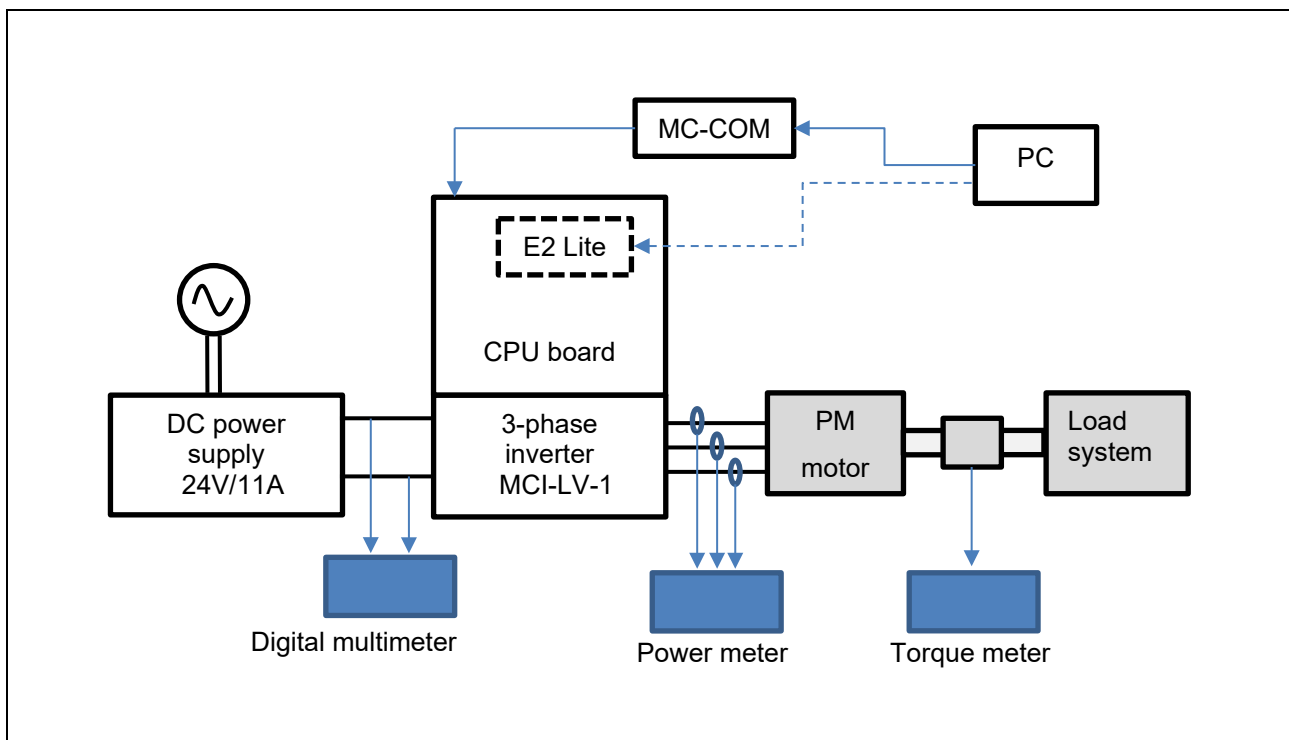 MC-COM
PC
E2 Lite
CPU board
DC power
supply
24V/11A
3-phase
inverter
MCI-LV-1
PM
motor
Load
system
Digital multimeter
Power meter
Torque meter